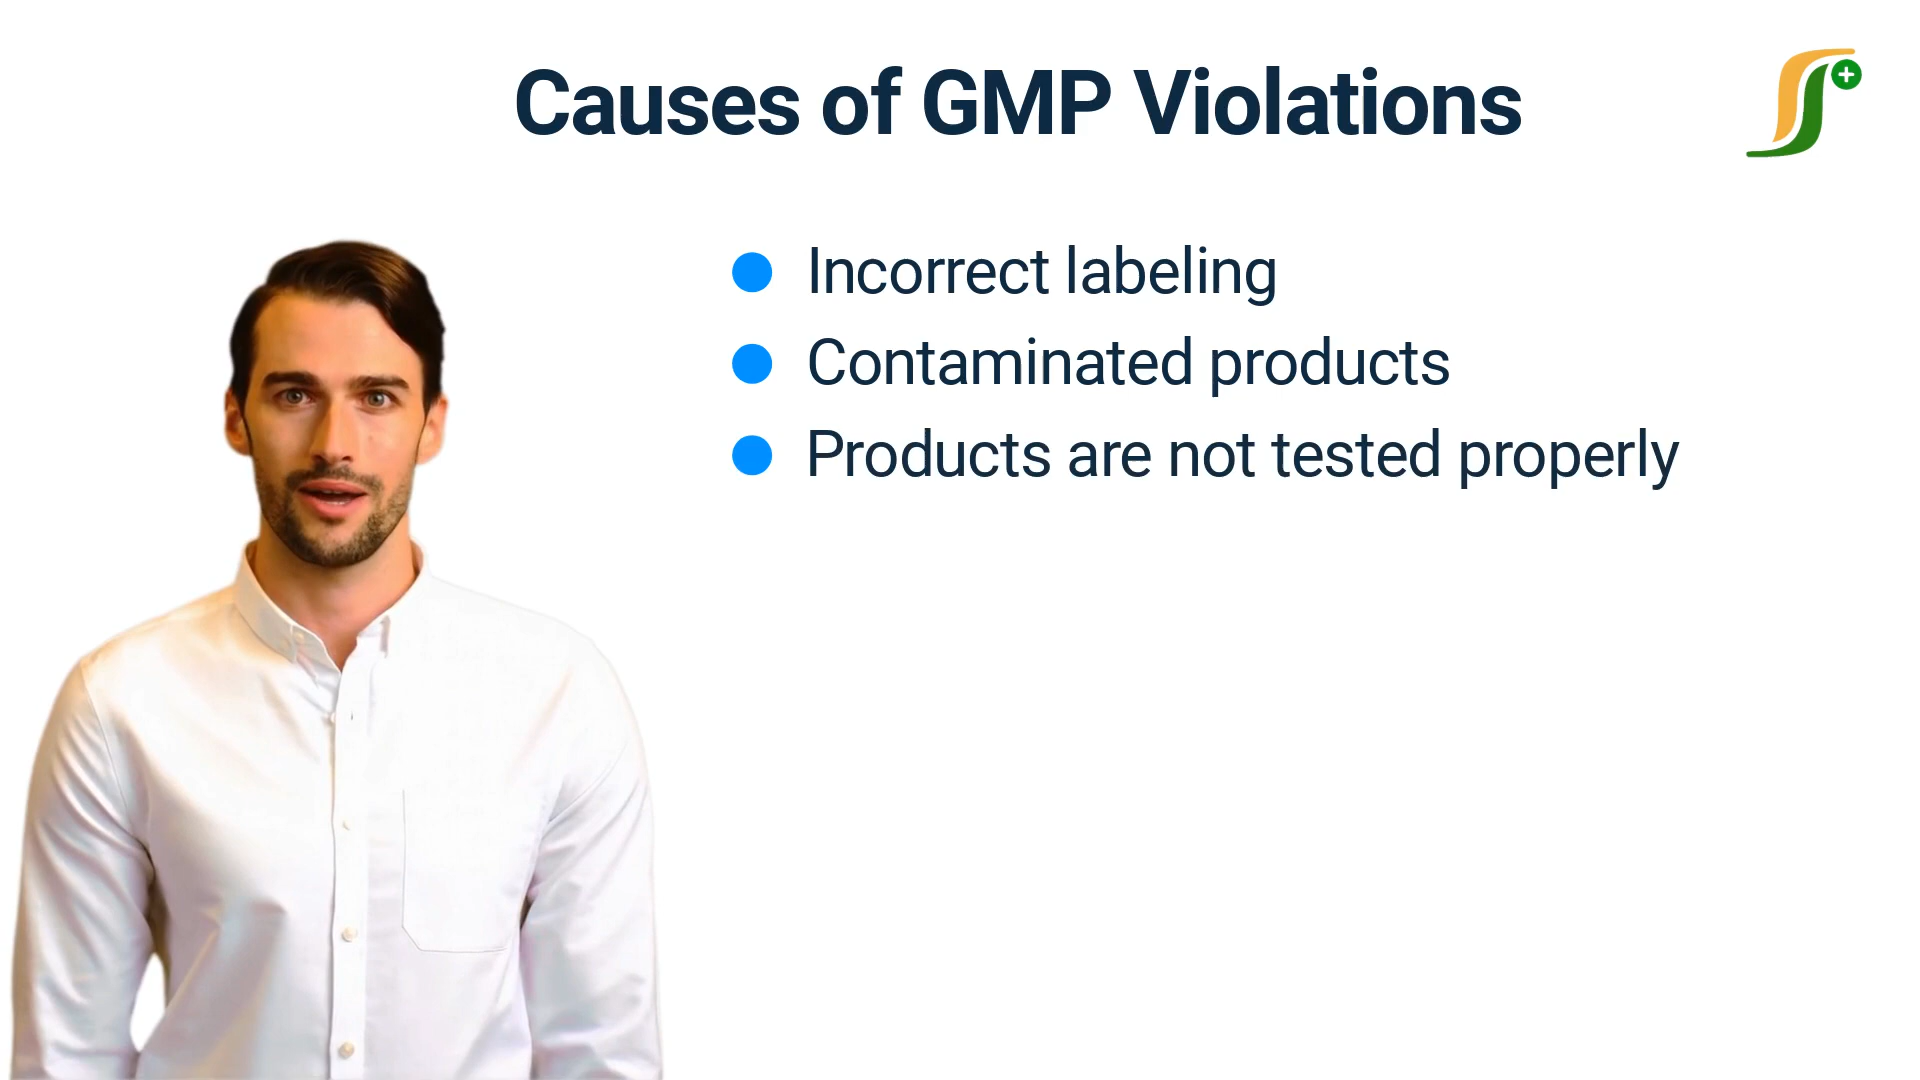 Causes of GMP Violations
Incorrect labeling
Contaminated products
Products are not tested properly